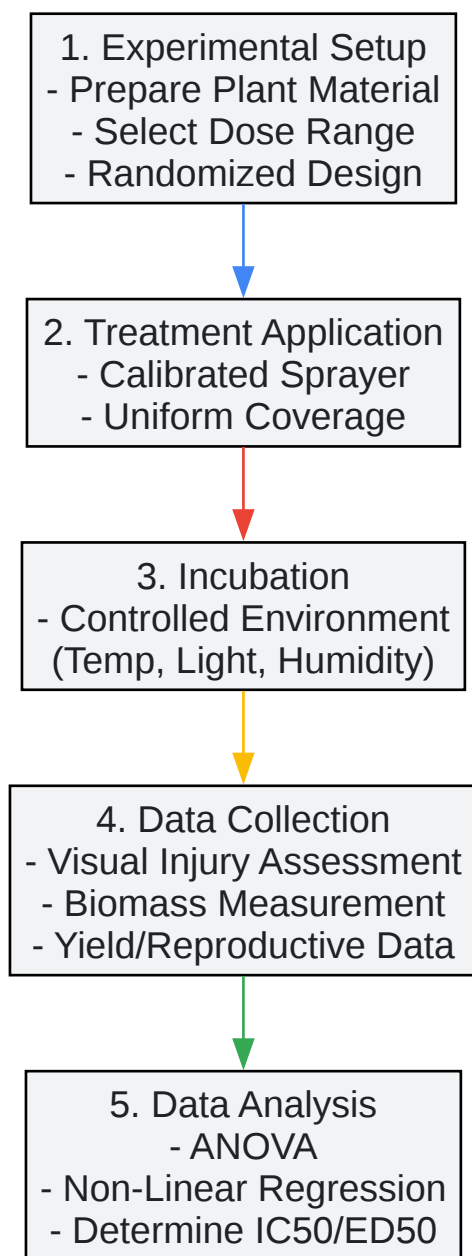 1. Experimental Setup
- Prepare Plant Material
- Select Dose Range
- Randomized Design
2. Treatment Application
- Calibrated Sprayer
- Uniform Coverage
3. Incubation
- Controlled Environment
(Temp, Light, Humidity)
4. Data Collection
- Visual Injury Assessment
- Biomass Measurement
- Yield/Reproductive Data
5. Data Analysis
- ANOVA
- Non-Linear Regression
- Determine IC50/ED50